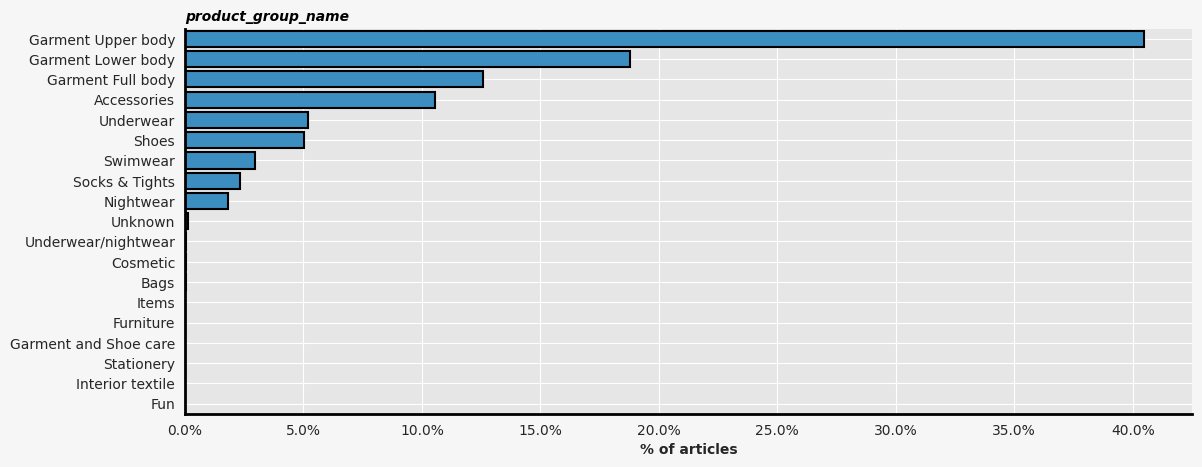 product_group_name
Garment Upper body
Garment Lower body
Garment Full body
Accessories
Underwear
Shoes
Swimwear
Socks & Tights
Nightwear
Unknown
Underwear/nightwear
Cosmetic
Bags
Items
Furniture
Garment and Shoe care
Stationery
Interior textile
Fun
0.0% 5.0% 10.0% 15.0% 20.0% 25.0% 30.0% 35.0% 40.0%
% of articles